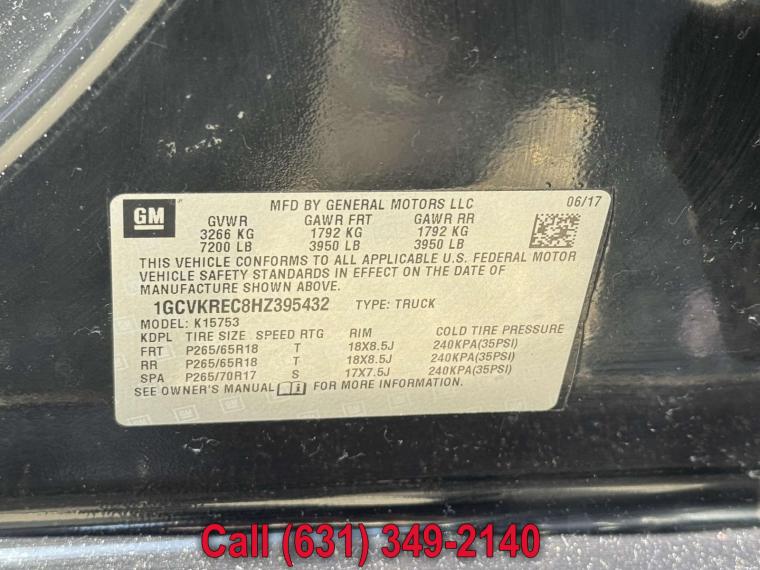 GM
MFD BY GENERAL MOTORS LLC 06/17
GVWR GAWR FRT GAWR RR
3266 KG 1792 KG 1792 KG
7200 LB 3950 LB 3950 LB
THIS VEHICLE CONFORMS TO ALL APPLICABLE U.S. FEDERAL MOTOR
VEHICLE SAFETY STANDARDS IN EFFECT ON THE DATE OF
MANUFACTURE SHOWN ABOVE.
1GCVKREC8HZ395432 TYPE: TRUCK
MODEL: K15753
KDPL TIRE SIZE SPEED RTG RIM COLD TIRE PRESSURE
FRT P265/65R18 T 18X8.5J 240KPA(35PSI)
RR P265/65R18 T 18X8.5J 240KPA(35PSI)
SPA P265/70R17 S 17X7.5J 240KPA(35PSI)
SEE OWNER'S MANUAL FOR MORE INFORMATION.
Call (631) 349-2140